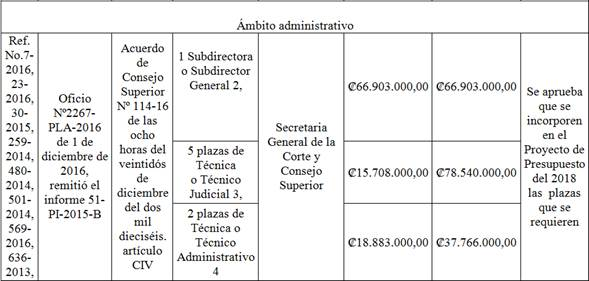 Ámbito administrativo
Ref.
No.7-
2016,
23-
2016,
30-
2015,
259-
2014,
480-
2014,
501-
2014,
569-
2016,
636-
2013,
Oficio
Nº2267-
PLA-2016
de 1 de
diciembre de
2016,
remitió el
informe 51-
PI-2015-B
Acuerdo
de
Consejo
Superior
Nº 114-16
de las
ocho
horas del
veintidós
de
diciembre
del dos
mil
dieciséis.
artículo
CIV
1 Subdirectora
o Subdirector
General 2,
5 plazas de
Técnica
o Técnico
Judicial 3,
2 plazas de
Técnica o
Técnico
Administrativo
4
Secretaria
General de la
Corte y
Consejo
Superior
₡66.903.000,00
₡66.903.000,00
₡15.708.000,00
₡78.540.000,00
₡18.883.000,00
₡37.766.000,00
Se aprueba
que se
incorporen
en el
Proyecto de
Presupuesto
del 2018
las plazas
que se
requieren